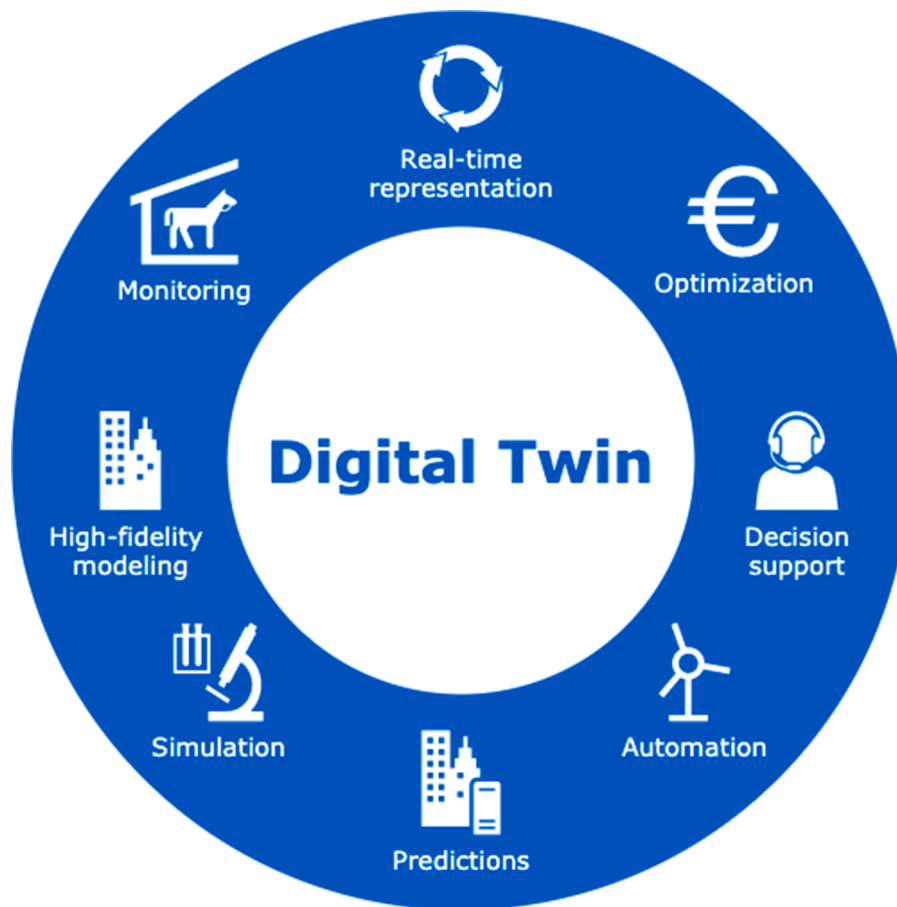 Real-time
representation
Optimization
Decision
support
Automation
Predictions
Simulation
High-fidelity
modeling
Monitoring
Digital Twin